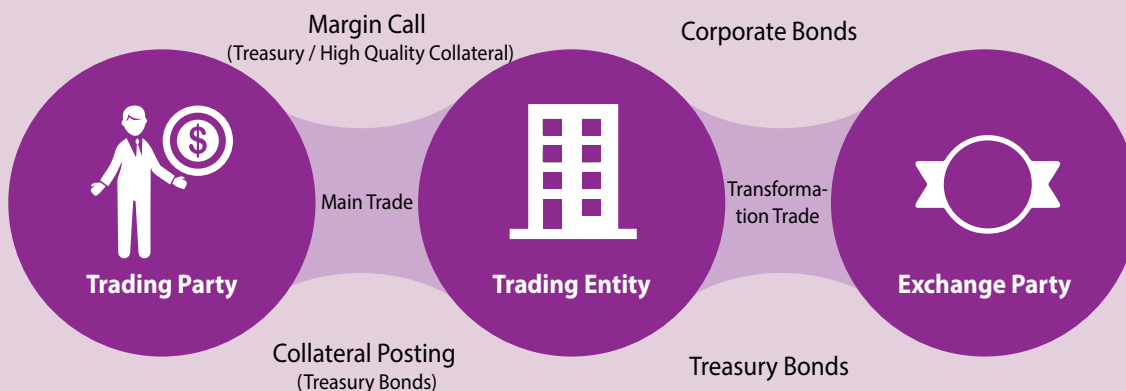 Margin Call
(Treasury / High Quality Collateral)
Corporate Bonds
$
Main Trade
Transforma-
tion Trade
Trading Party
Trading Entity
Exchange Party
Collateral Posting
(Treasury Bonds)
Treasury Bonds